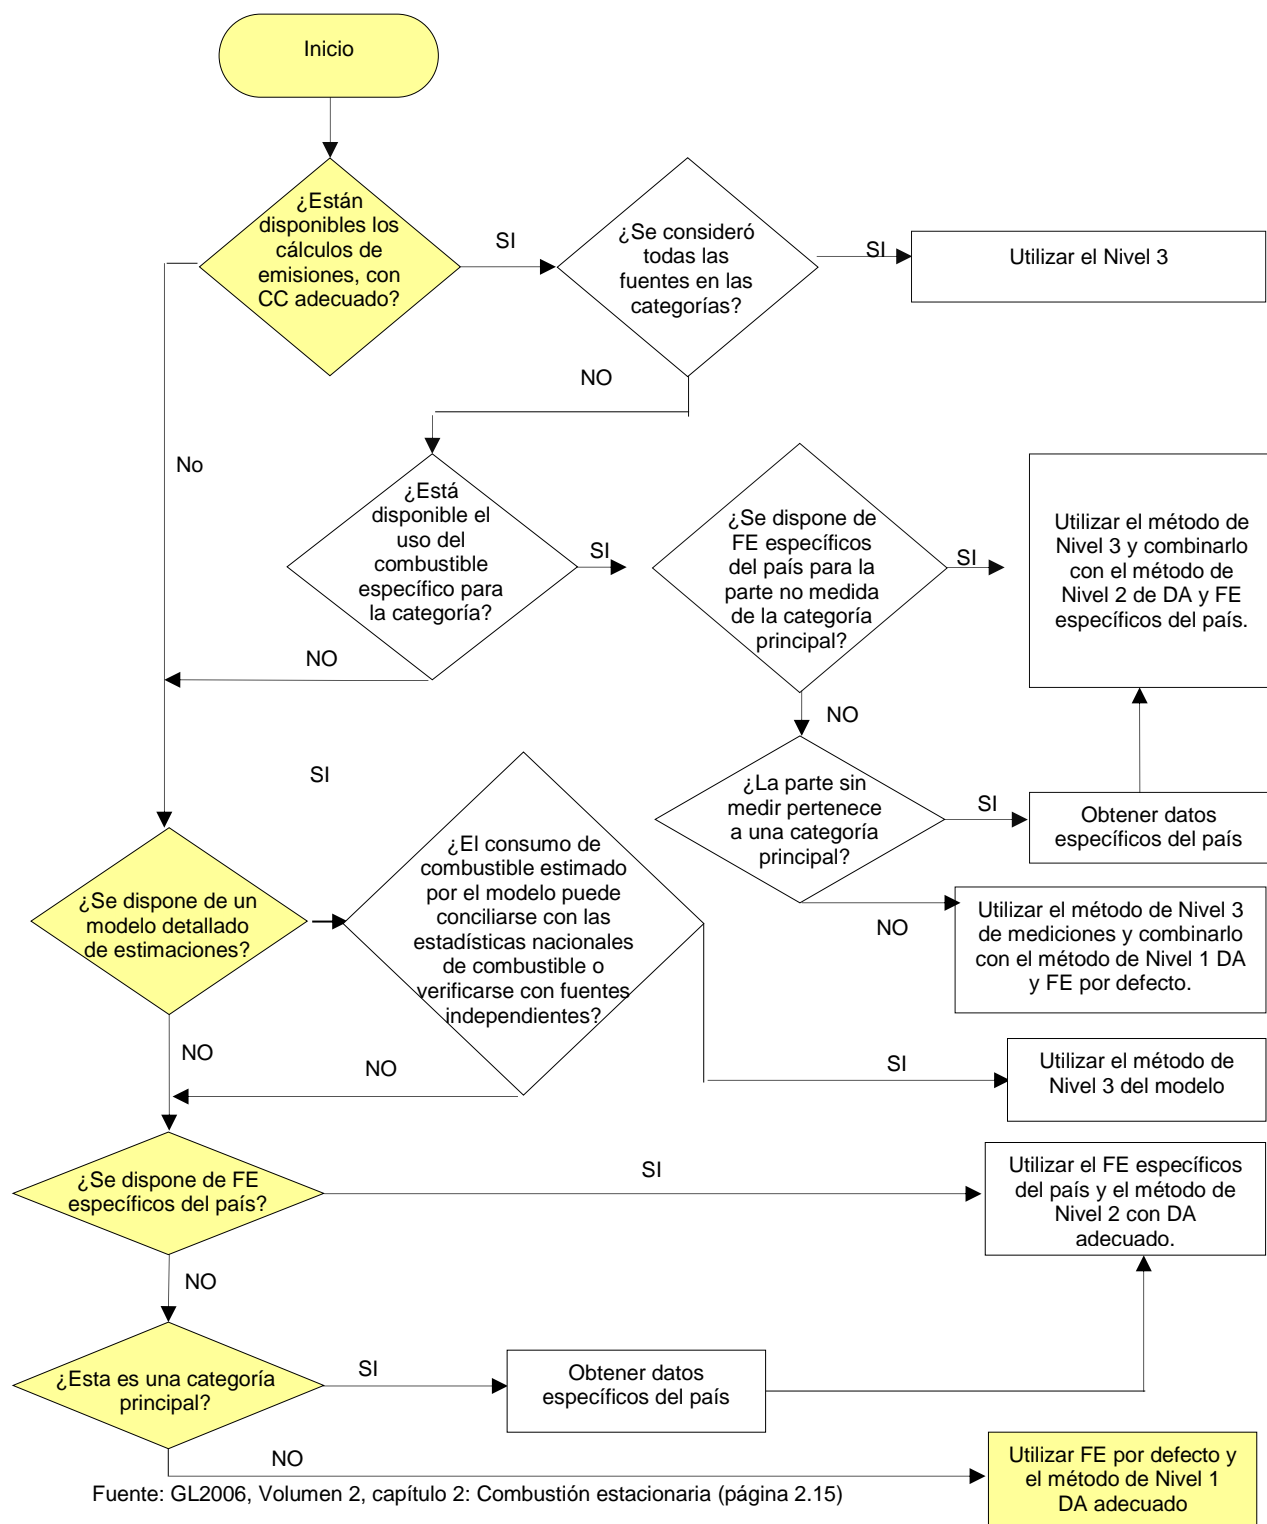 Inicio
¿Están
disponibles los
cálculos de
emisiones, con
CC adecuado?
SI
¿Se consideró
todas las
fuentes en las
categorías?
SI
Utilizar el Nivel 3
NO
No
¿Está
disponible el
uso del
combustible
específico para
la categoría?
SI
¿Se dispone de
FE específicos
del país para la
parte no medida
de la categoría
principal?
SI
Utilizar el método de
Nivel 3 y combinarlo
con el método de
Nivel 2 de DA y FE
específicos del país.
NO
NO
¿La parte sin
medir pertenece
a una categoría
principal?
SI
Obtener datos
específicos del país
NO
Utilizar el método de Nivel 3
de mediciones y combinarlo
con el método de Nivel 1 DA
y FE por defecto.
SI
¿Se dispone de un
modelo detallado
de estimaciones?
¿El consumo de
combustible estimado
por el modelo puede
conciliarse con las
estadísticas nacionales
de combustible o
verificarse con fuentes
independientes?
NO
NO
SI
Utilizar el método de
Nivel 3 del modelo
¿Se dispone de FE
específicos del país?
SI
Utilizar el FE específicos
del país y el método de
Nivel 2 con DA
adecuado.
NO
¿Esta es una categoría
principal?
SI
Obtener datos
específicos del país
NO
Utilizar FE por defecto y
el método de Nivel 1
DA adecuado
Fuente: GL2006, Volumen 2, capítulo 2: Combustión estacionaria (página 2.15)